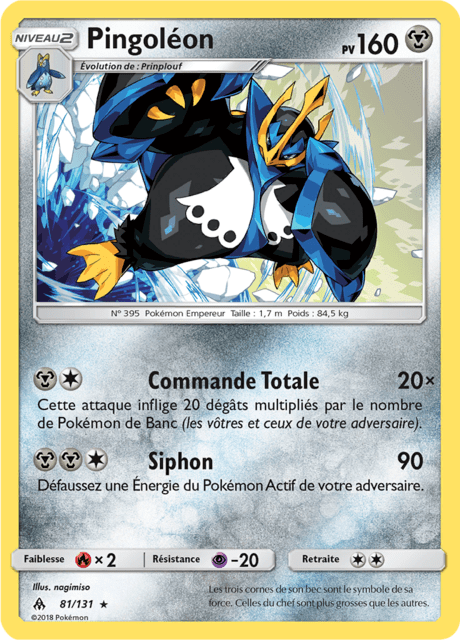 NIVEAU2
Pingoléon
PV160
Évolution de : Prinplouf
N° 395 Pokémon Empereur Taille : 1,7 m Poids : 84,5 kg
Commande Totale 20×
Cette attaque inflige 20 dégâts multipliés par le nombre
de Pokémon de Banc (les vôtres et ceux de votre adversaire).
Siphon 90
Défaussez une Énergie du Pokémon Actif de votre adversaire.
Faiblesse × 2 Résistance -20 Retraite
Illus. nagimiso
81/131
©2018 Pokémon
Les trois cornes de son bec sont le symbole de sa
force. Celles du chef sont plus grosses que les autres.